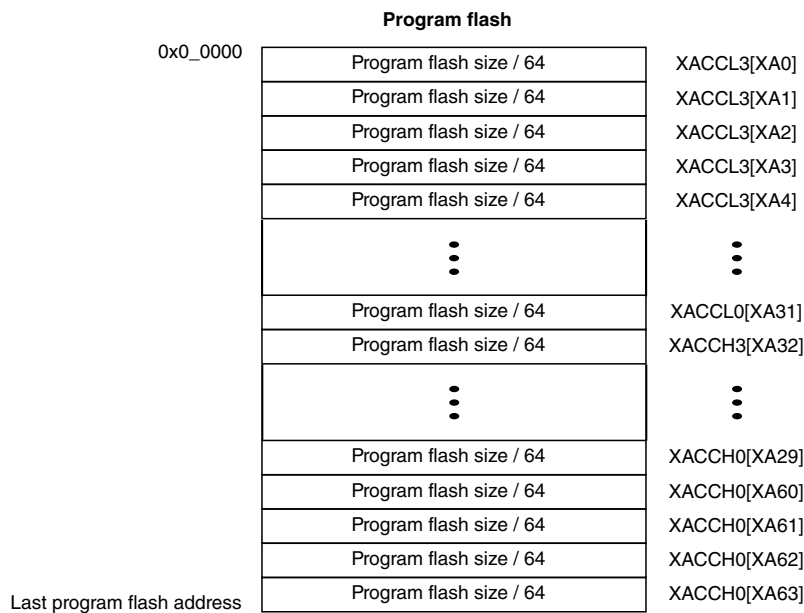 Program flash
0x0_0000 Program flash size / 64 XACCL3[XA0]
Program flash size / 64 XACCL3[XA1]
Program flash size / 64 XACCL3[XA2]
Program flash size / 64 XACCL3[XA3]
Program flash size / 64 XACCL3[XA4]
Program flash size / 64 XACCL0[XA31]
Program flash size / 64 XACCH3[XA32]
Program flash size / 64 XACCH0[XA29]
Program flash size / 64 XACCH0[XA60]
Program flash size / 64 XACCH0[XA61]
Program flash size / 64 XACCH0[XA62]
Last program flash address Program flash size / 64 XACCH0[XA63]